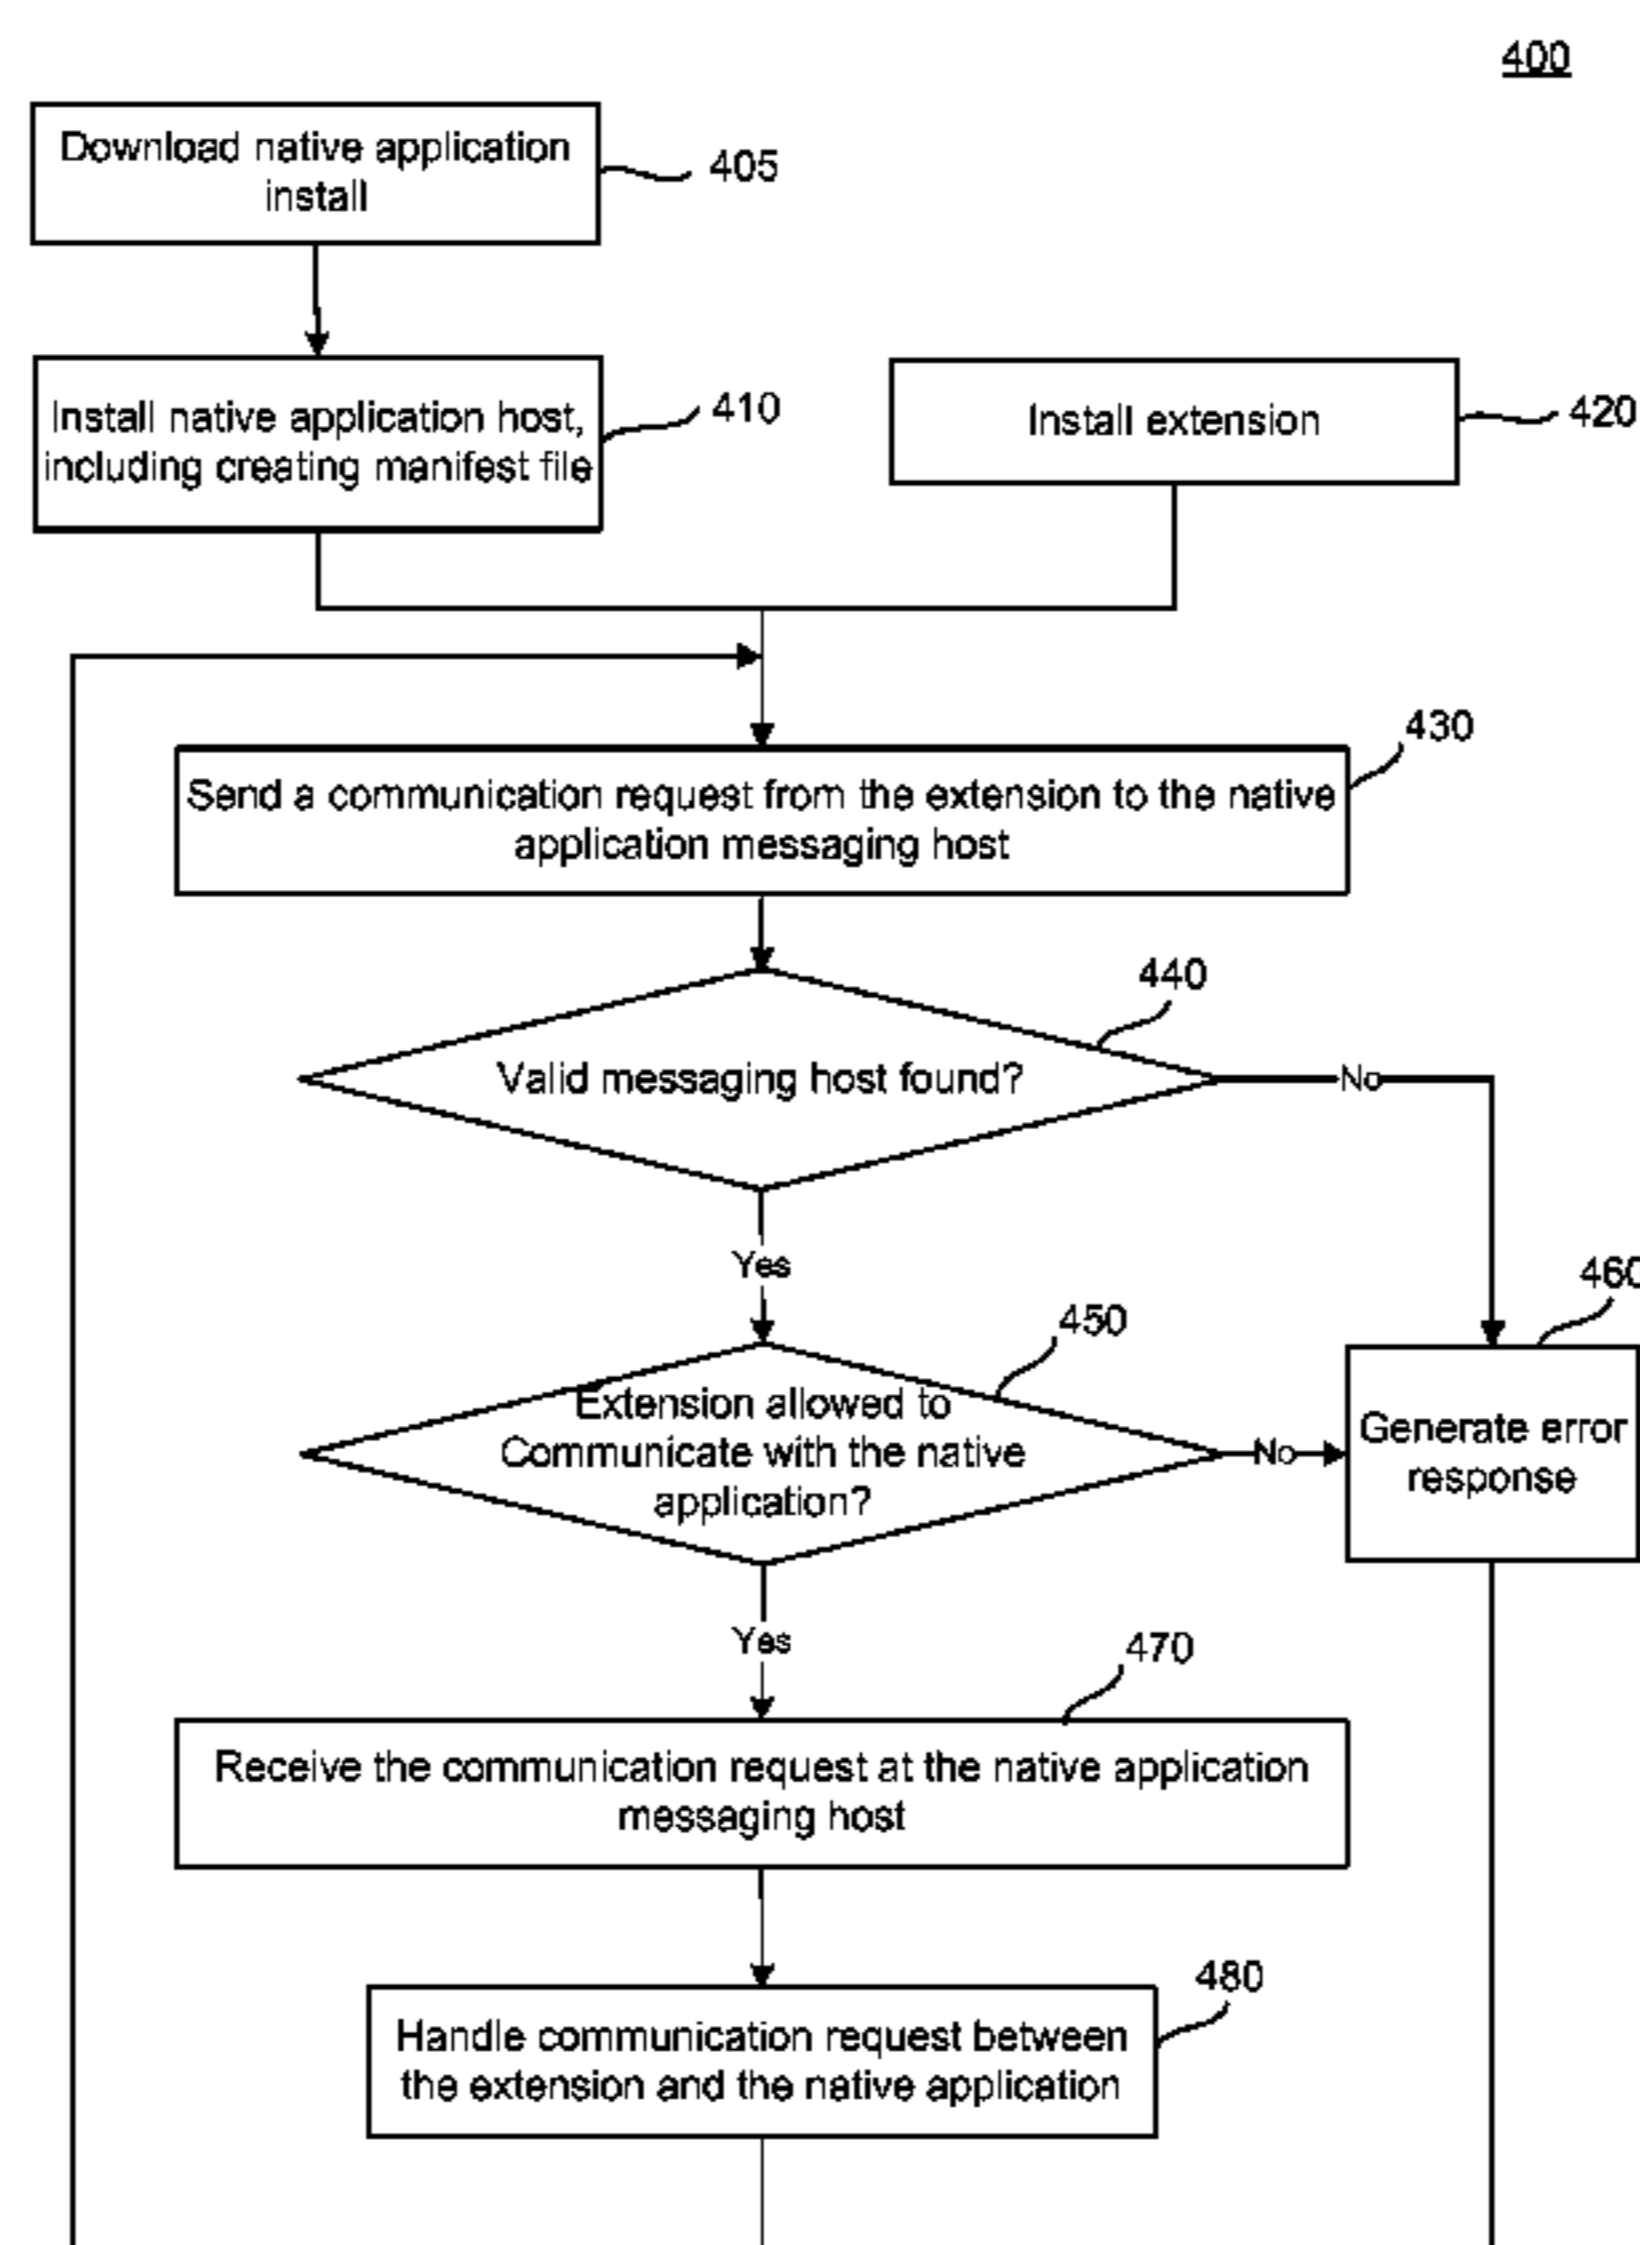 400
Download native application
install
405
Install native application host,
including creating manifest file
410
Install extension
420
430
Send a communication request from the extension to the native
application messaging host
440
Valid messaging host found?
No
Yes
450
460
Extension allowed to
Communicate with the native
application?
No
Generate error
response
Yes
470
Receive the communication request at the native application
messaging host
480
Handle communication request between
the extension and the native application